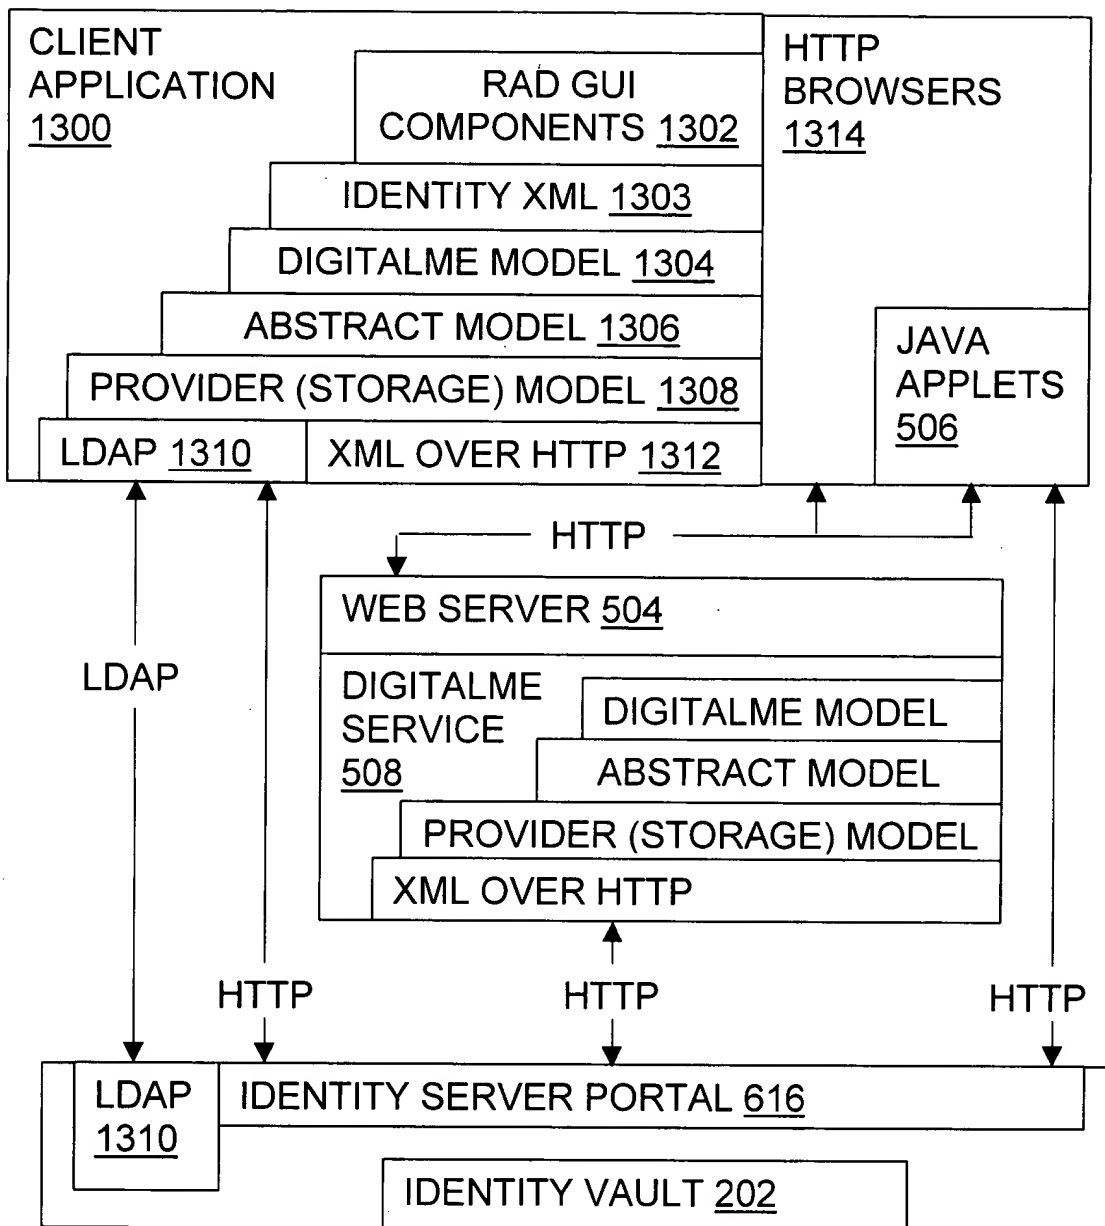 CLIENT
APPLICATION
1300
RAD GUI
COMPONENTS 1302
IDENTITY XML 1303
DIGITALME MODEL 1304
ABSTRACT MODEL 1306
PROVIDER (STORAGE) MODEL 1308
LDAP 1310
XML OVER HTTP 1312
HTTP
BROWSERS
1314
JAVA
APPLETS
506
HTTP
WEB SERVER 504
LDAP
DIGITALME
SERVICE
508
DIGITALME MODEL
ABSTRACT MODEL
PROVIDER (STORAGE) MODEL
XML OVER HTTP
HTTP
HTTP
HTTP
LDAP
1310
IDENTITY SERVER PORTAL 616
IDENTITY VAULT 202